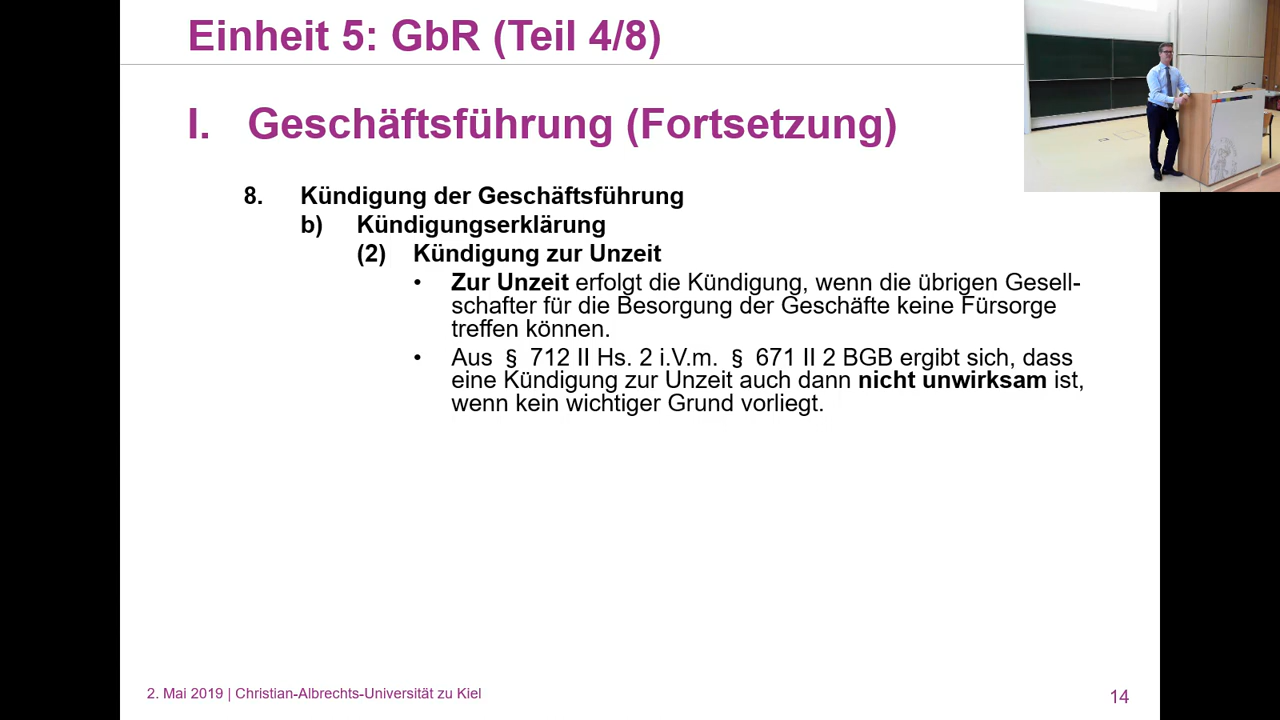 Einheit 5: GbR (Teil 4/8)
I. Geschäftsführung (Fortsetzung)
8. Kündigung der Geschäftsführung
b) Kündigungserklärung
(2) Kündigung zur Unzeit
• Zur Unzeit erfolgt die Kündigung, wenn die übrigen Gesell-
schafter für die Besorgung der Geschäfte keine Fürsorge
treffen können.
• Aus § 712 II Hs. 2 i.V.m. § 671 II 2 BGB ergibt sich, dass
eine Kündigung zur Unzeit auch dann nicht unwirksam ist,
wenn kein wichtiger Grund vorliegt.
2. Mai 2019 | Christian-Albrechts-Universität zu Kiel
14